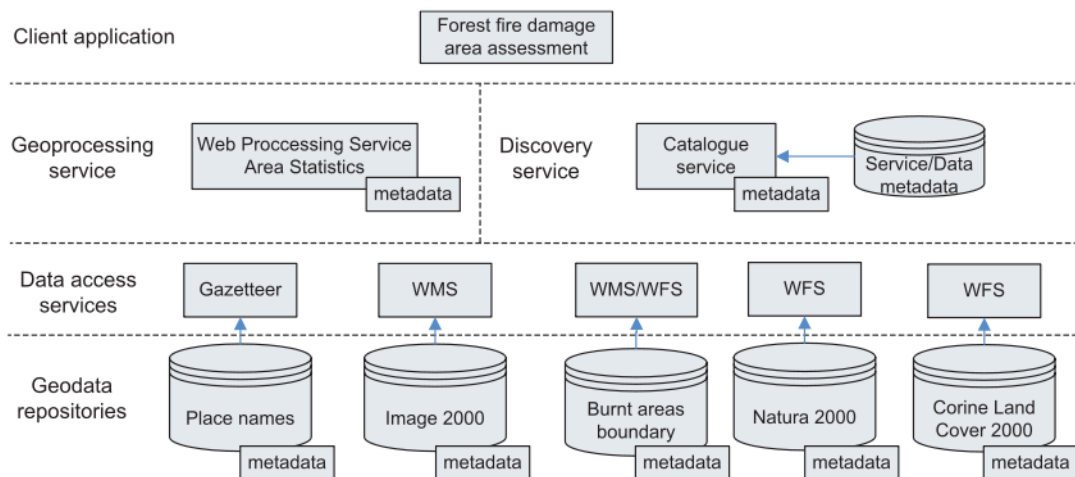 Client application
Forest fire damage
area assessment
Geoprocessing
service
Web Proccessing Service
Area Statistics
metadata
Discovery
service
Catalogue
service
metadata
Service/Data
metadata
Data access
services
Gazetteer
WMS
WMS/WFS
WFS
WFS
Geodata
repositories
Place names
metadata
Image 2000
metadata
Burnt areas
boundary
metadata
Natura 2000
metadata
Corine Land
Cover 2000
metadata